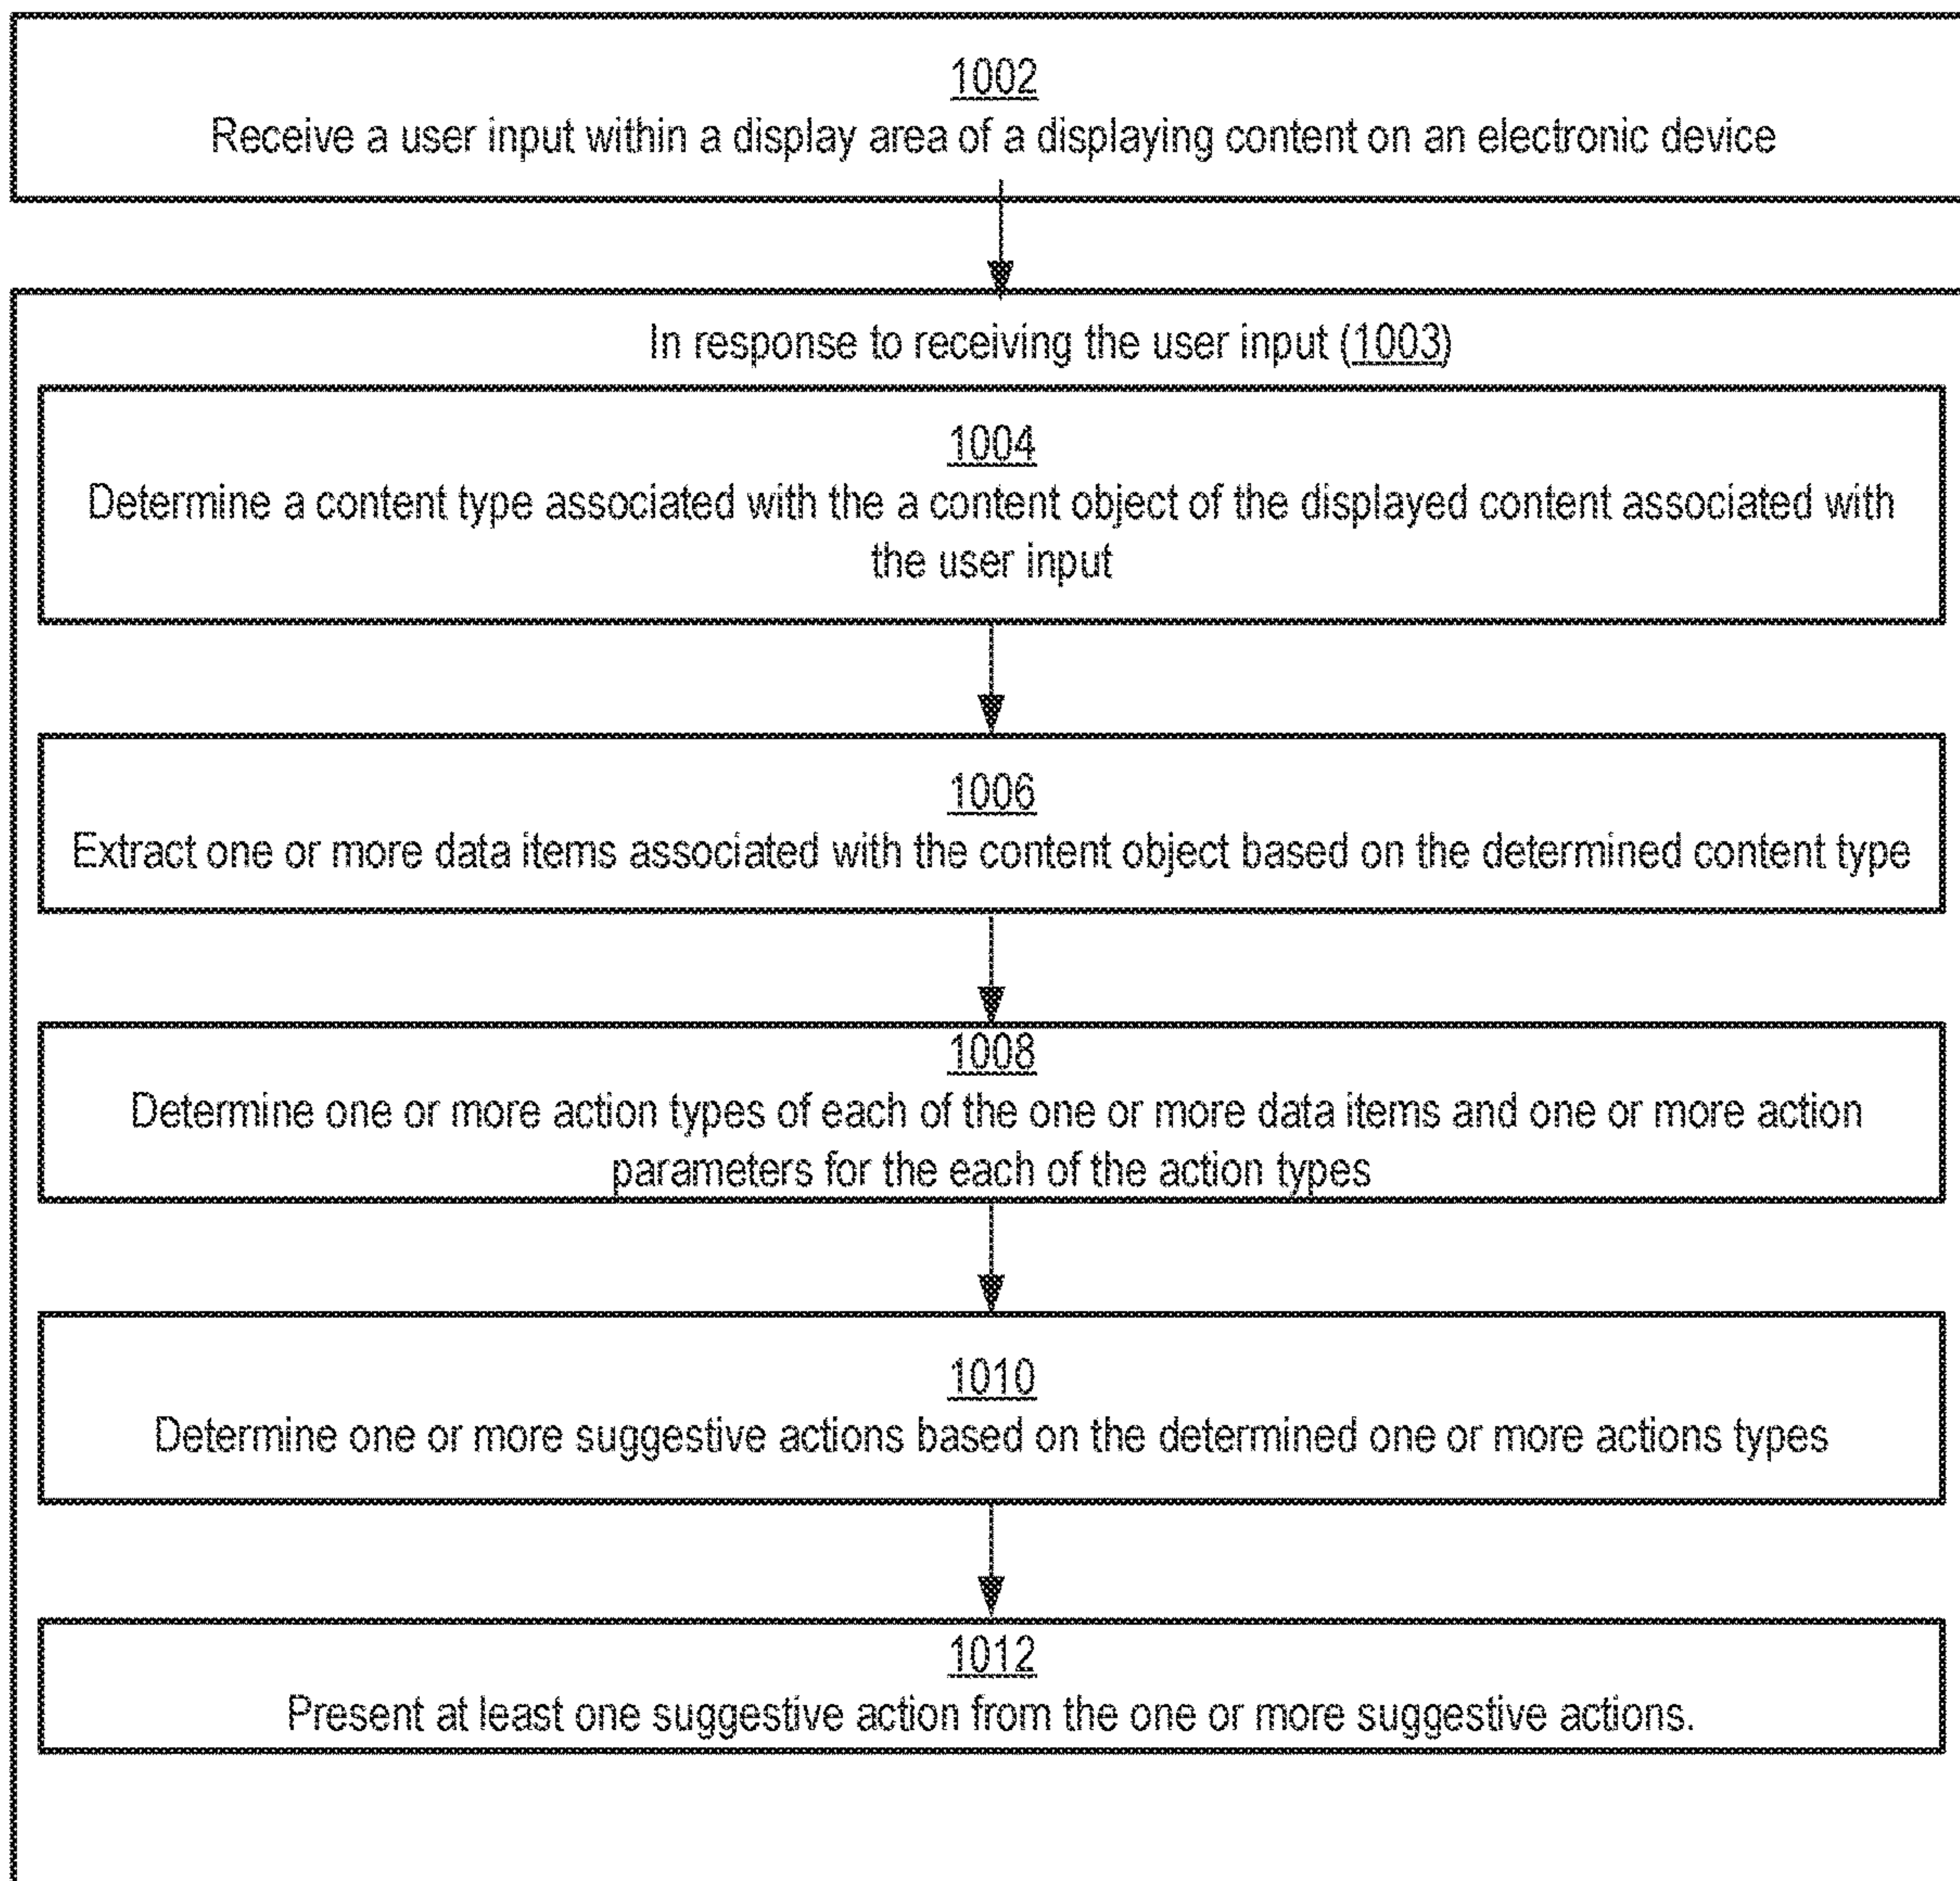 1002
Receive a user input within a display area of a displaying content on an electronic device
In response to receiving the user input (1003)
1004
Determine a content type associated with the a content object of the displayed content associated with
the user input
1006
Extract one or more data items associated with the content object based on the determined content type
1008
Determine one or more action types of each of the one or more data items and one or more action
parameters for the each of the action types
1010
Determine one or more suggestive actions based on the determined one or more actions types
1012
Present at least one suggestive action from the one or more suggestive actions.